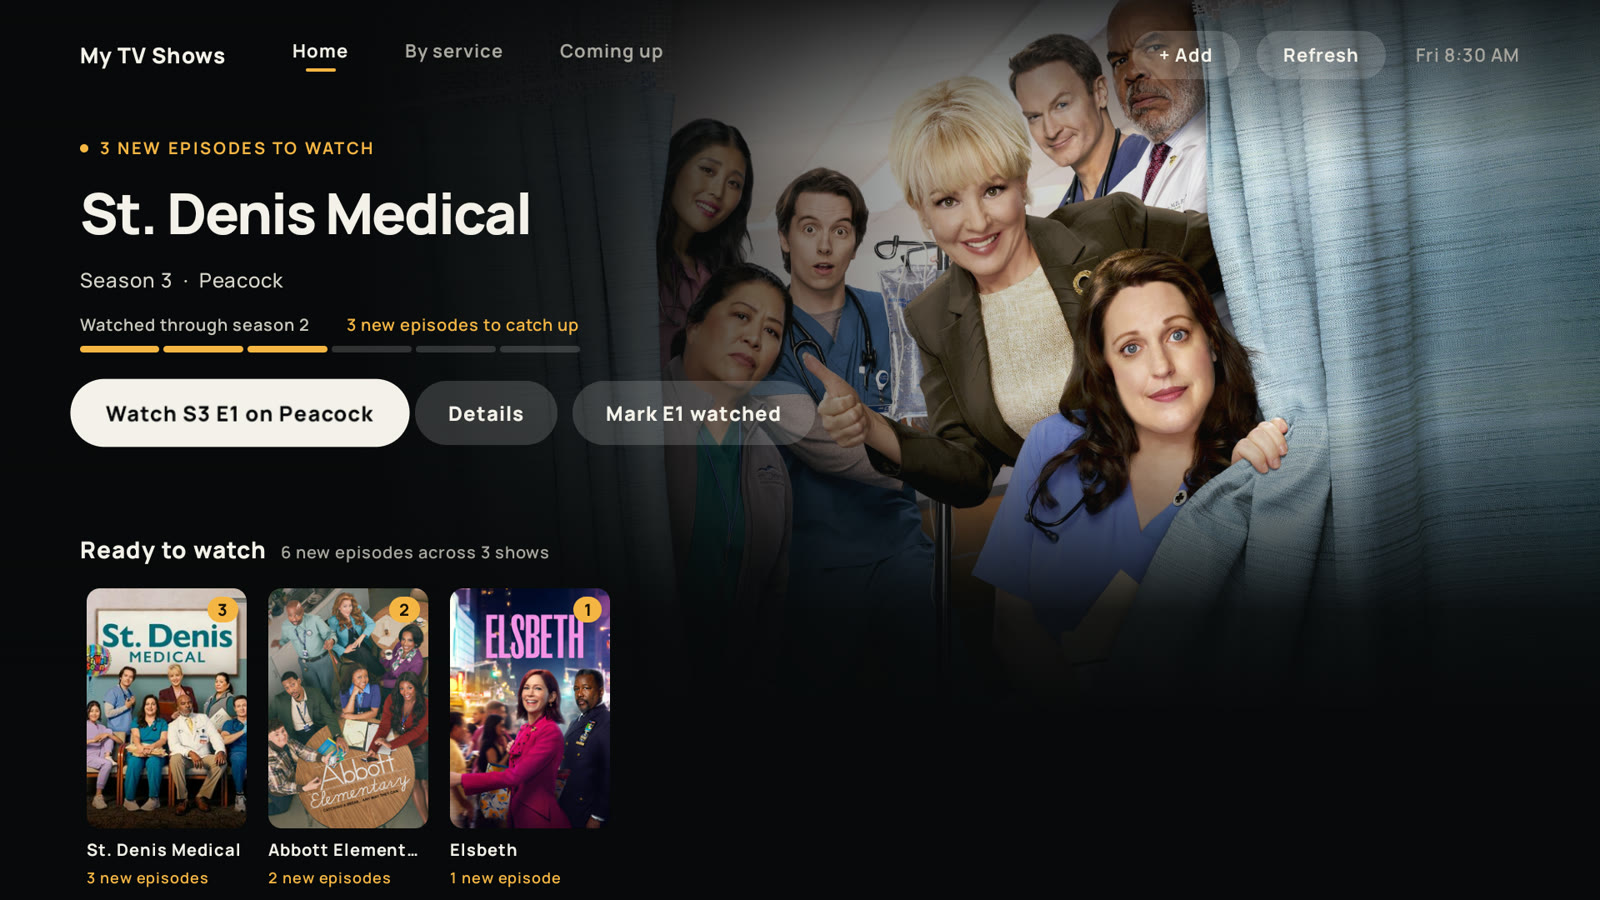 My TV Shows
Home
By service
Coming up
+ Add
Refresh
Fri 8:30 AM
3 NEW EPISODES TO WATCH
St. Denis Medical
Season 3 · Peacock
Watched through season 2
3 new episodes to catch up
Watch S3 E1 on Peacock
Details
Mark E1 watched
Ready to watch
6 new episodes across 3 shows
3
St. Denis
MEDICAL
2
Abbott
Elementary
1
ELSBETH
St. Denis Medical
Abbott Element…
Elsbeth
3 new episodes
2 new episodes
1 new episode